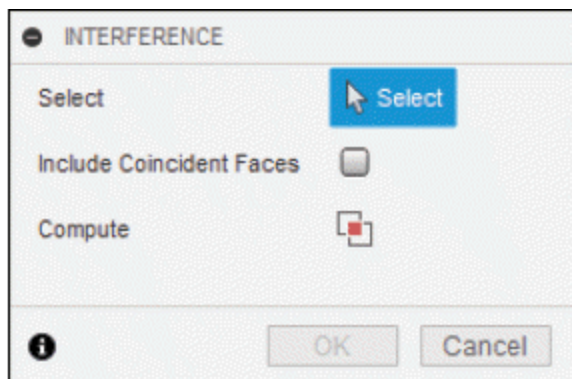 INTERFERENCE
Select Select
Include Coincident Faces
Compute
OK Cancel